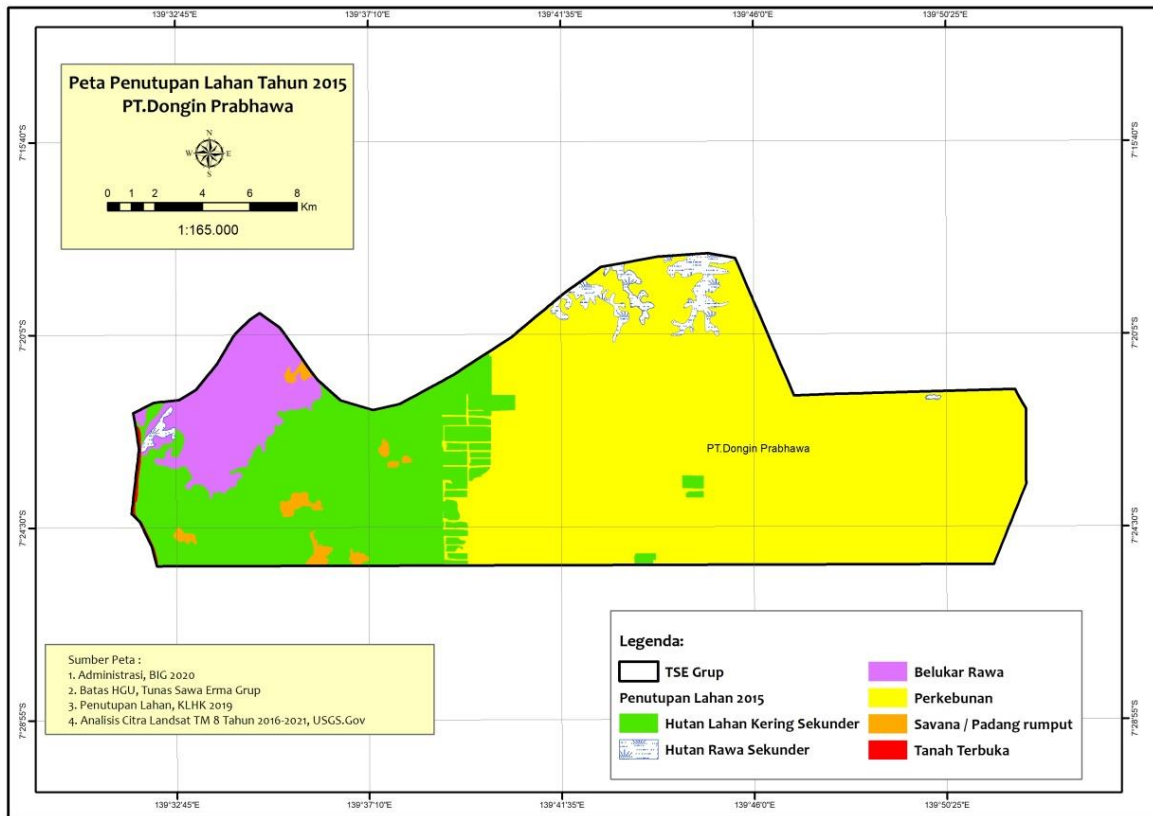 139°32'45"E 139°37'10"E 139°41'35"E 139°46'0"E 139°50'25"E
Peta Penutupan Lahan Tahun 2015
PT.Dongin Prabhawa
N
W E
S
0 1 2 4 6 8
Km
1:165.000
7°15'40"S 7°15'40"S
7°20'5"S 7°20'5"S
PT.Dongin Prabhawa
7°24'30"S 7°24'30"S
7°28'55"S 7°28'55"S
Sumber Peta :
1. Administrasi, BIG 2020
2. Batas HGU, Tunas Sawa Erma Grup
3. Penutupan Lahan, KLHK 2019
4. Analisis Citra Landsat TM 8 Tahun 2016-2021, USGS.Gov
Legenda:
TSE Grup
Penutupan Lahan 2015
Hutan Lahan Kering Sekunder
Hutan Rawa Sekunder
Belukar Rawa
Perkebunan
Savana / Padang rumput
Tanah Terbuka
139°32'45"E 139°37'10"E 139°41'35"E 139°46'0"E 139°50'25"E